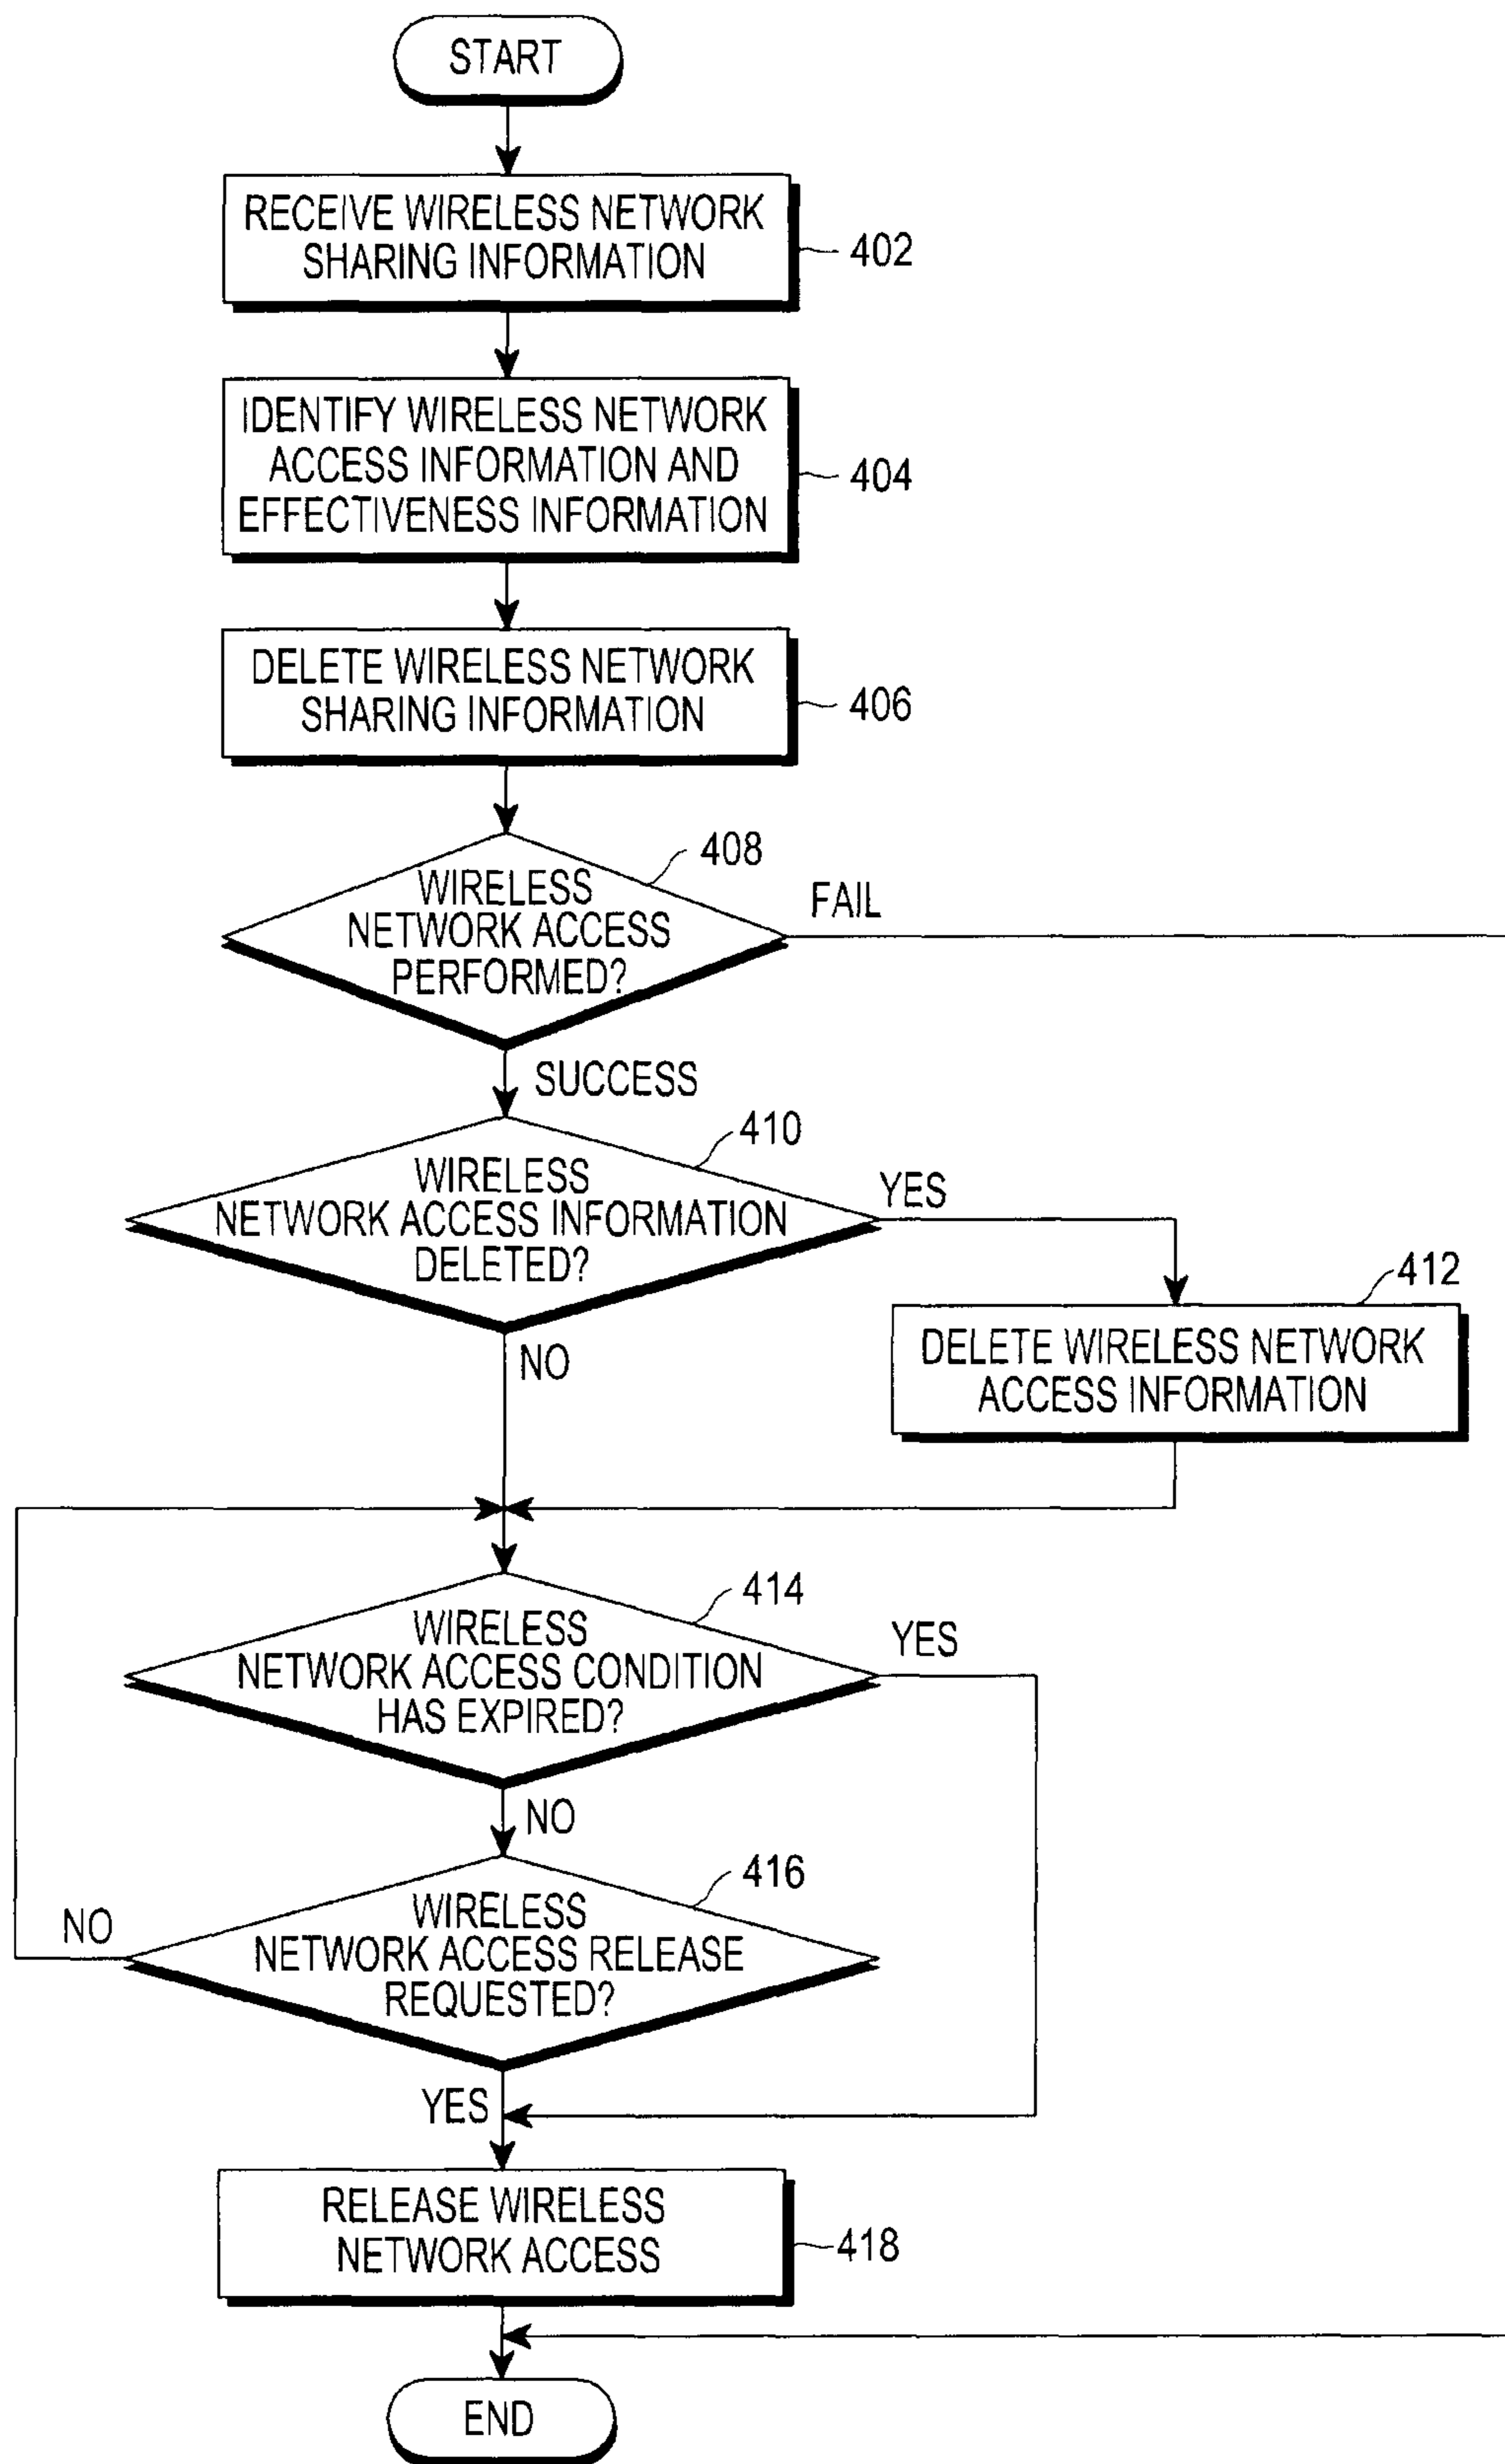 START
RECEIVE WIRELESS NETWORK
SHARING INFORMATION
402
IDENTIFY WIRELESS NETWORK
ACCESS INFORMATION AND
EFFECTIVENESS INFORMATION
404
DELETE WIRELESS NETWORK
SHARING INFORMATION
406
408
WIRELESS
NETWORK ACCESS
PERFORMED?
FAIL
SUCCESS
410
WIRELESS
NETWORK ACCESS INFORMATION
DELETED?
YES
412
DELETE WIRELESS NETWORK
ACCESS INFORMATION
NO
414
WIRELESS
NETWORK ACCESS CONDITION
HAS EXPIRED?
YES
NO
416
WIRELESS
NETWORK ACCESS RELEASE
REQUESTED?
NO
YES
RELEASE WIRELESS
NETWORK ACCESS
418
END